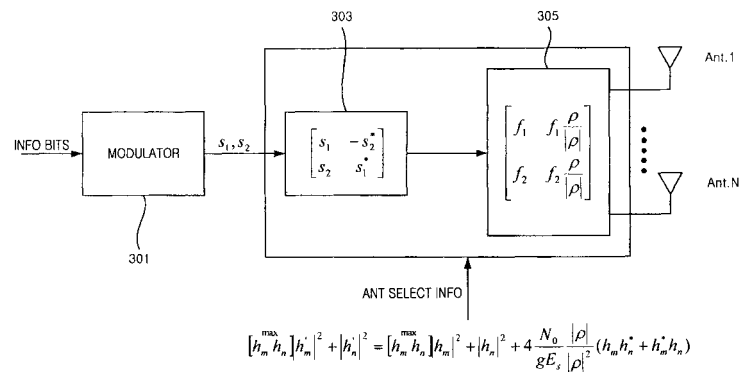 303
305
Ant.1
INFO BITS
MODULATOR
s₁, s₂
[s₁ -s₂*
s₂ s₁*]
[f₁ f₁ ρ/|ρ|
f₂ f₂ ρ/|ρ|]
Ant.N
301
ANT SELECT INFO
[h_m^max h_n]|h'_m|² + |h'_n|² = [h_m^max h_n]|h_m|² + |h_n|² + 4 N₀/gE_s |ρ|/|ρ|² (h_m h_n* + h_m* h_n)